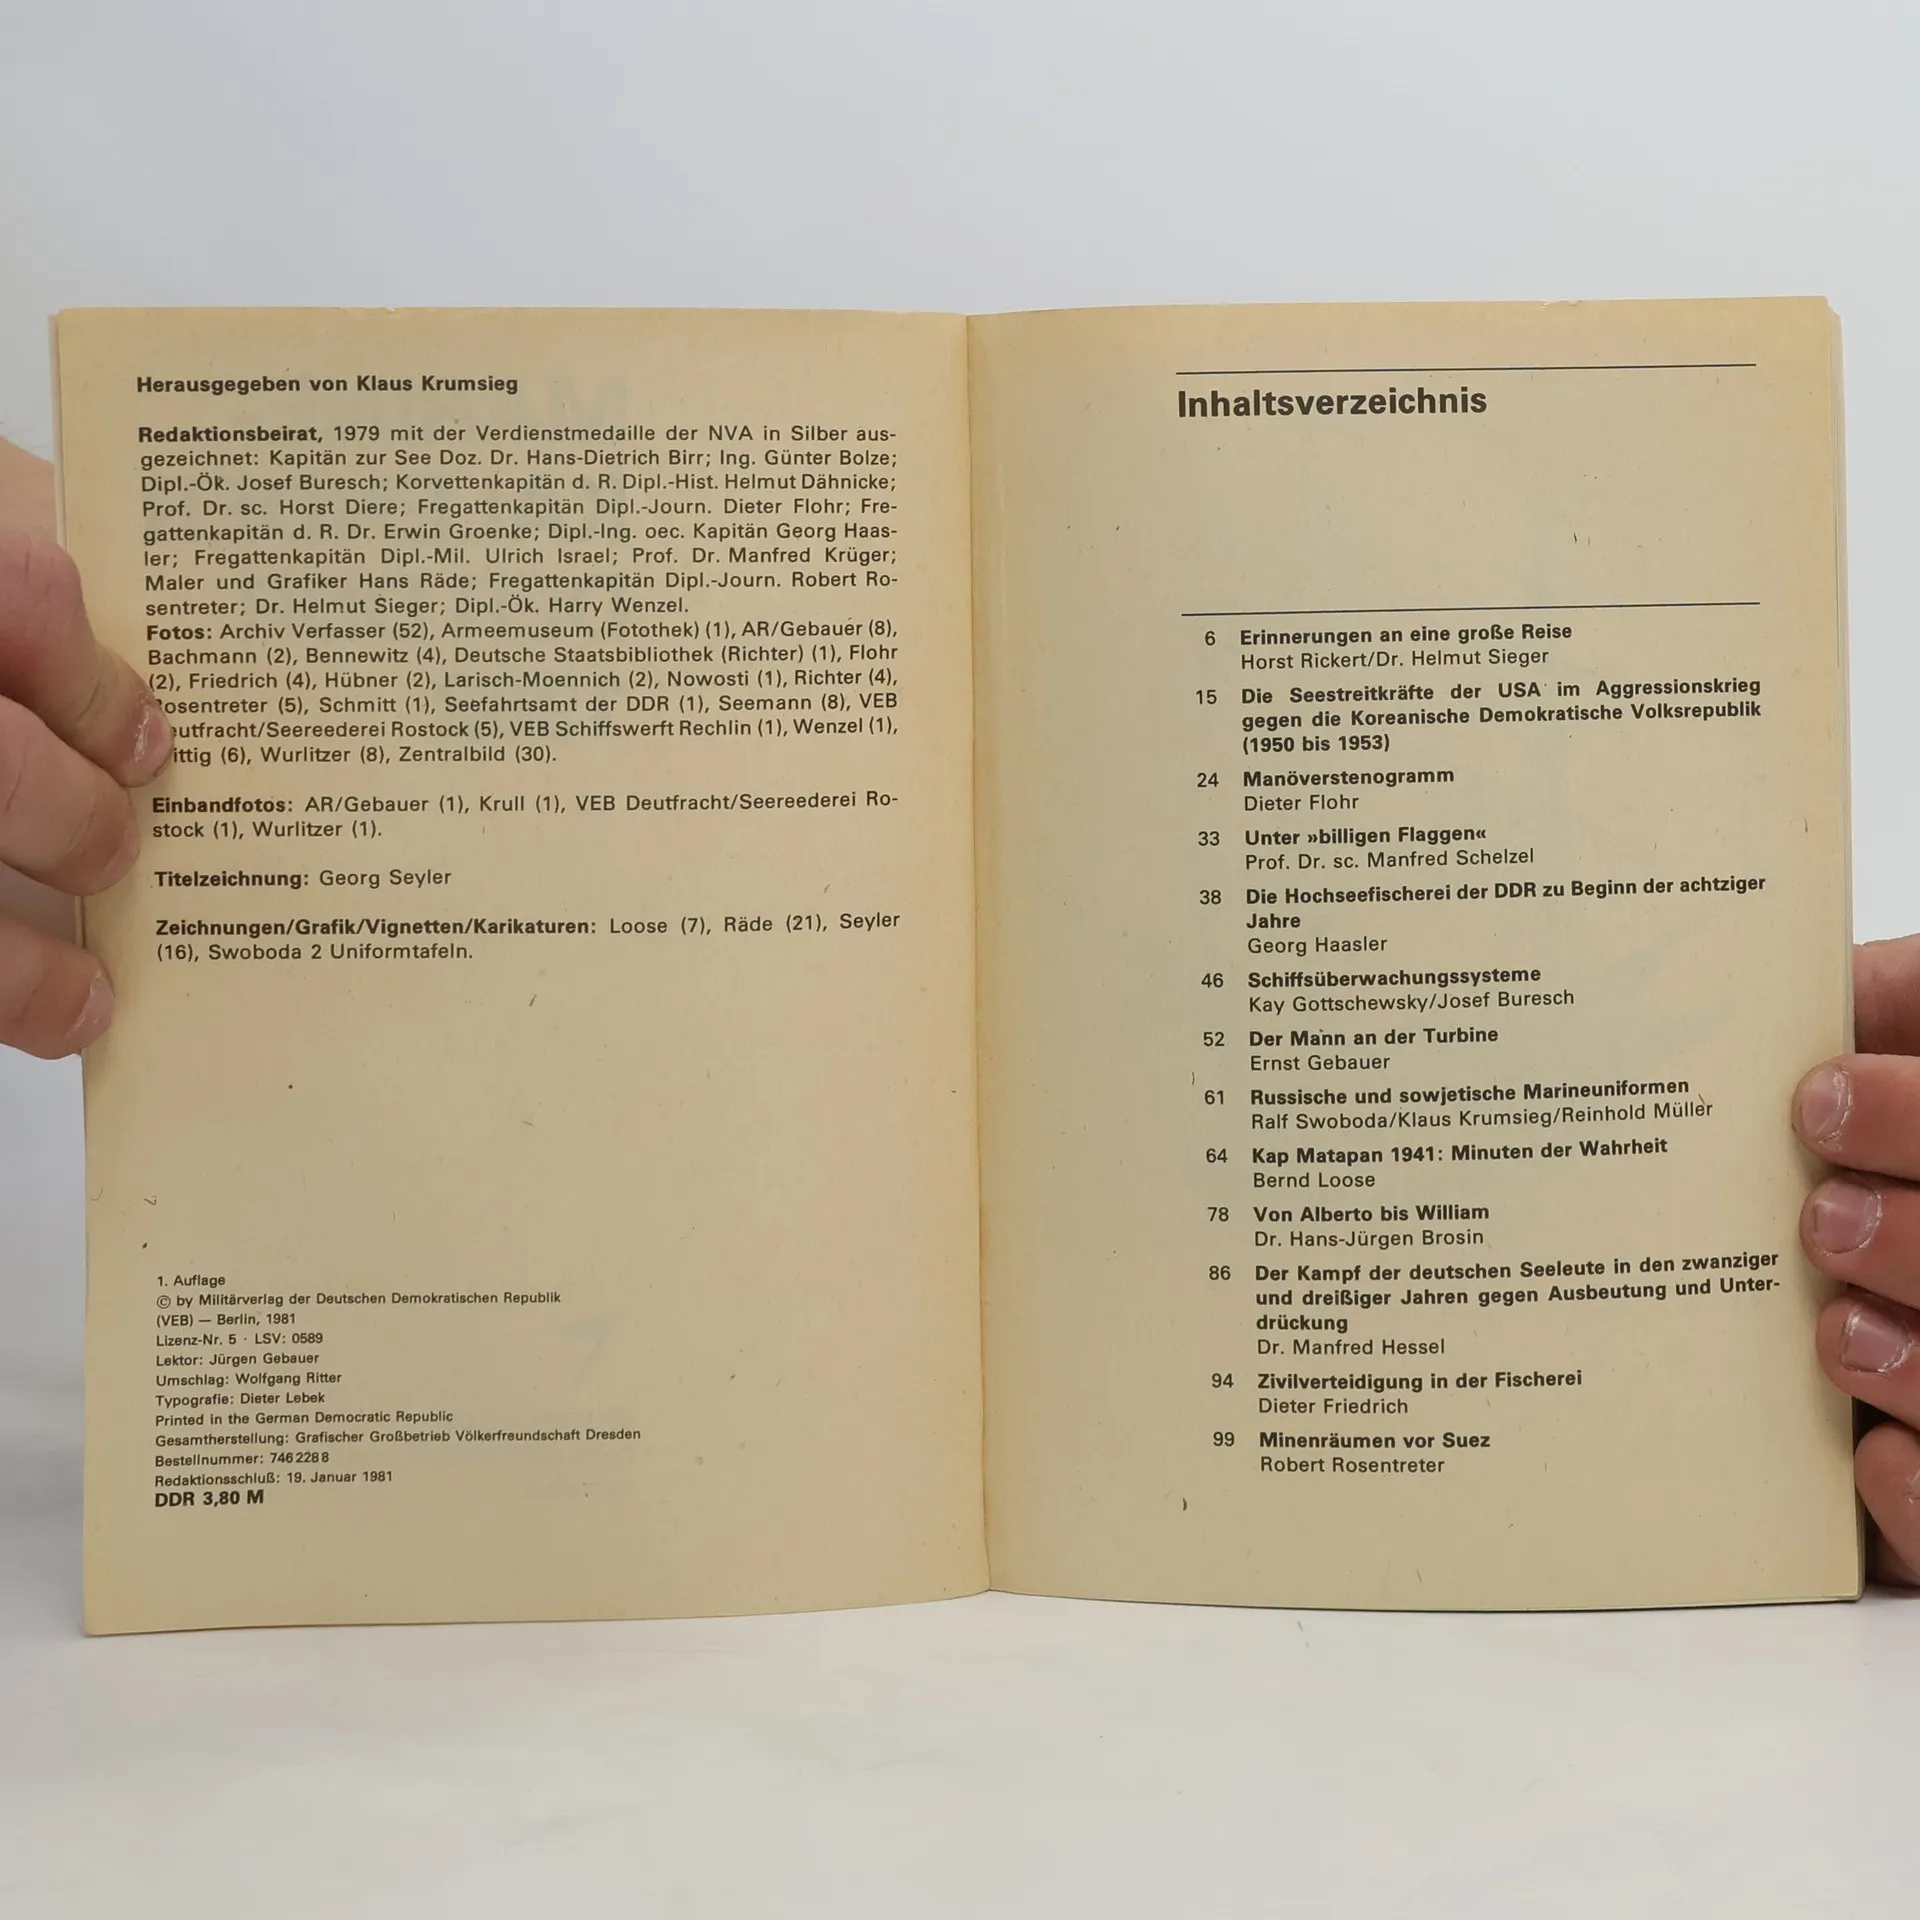 Herausgegeben von Klaus Krumsieg
Redaktionsbeirat, 1979 mit der Verdienstmedaille der NVA in Silber aus-
gezeichnet: Kapitän zur See Doz. Dr. Hans-Dietrich Birr; Ing. Günter Bolze;
Dipl.-Ök. Josef Buresch; Korvettenkapitän d. R. Dipl.-Hist. Helmut Dähnicke;
Prof. Dr. sc. Horst Diere; Fregattenkapitän Dipl.-Journ. Dieter Flohr; Fre-
gattenkapitän d. R. Dr. Erwin Groenke; Dipl.-Ing. oec. Kapitän Georg Haas-
ler; Fregattenkapitän Dipl.-Mil. Ulrich Israel; Prof. Dr. Manfred Krüger;
Maler und Grafiker Hans Räde; Fregattenkapitän Dipl.-Journ. Robert Ro-
sentreter; Dr. Helmut Sieger; Dipl.-Ök. Harry Wenzel.
Fotos: Archiv Verfasser (52), Armeemuseum (Fotothek) (1), AR/Gebauer (8),
Bachmann (2), Bennewitz (4), Deutsche Staatsbibliothek (Richter) (1), Flohr
(2), Friedrich (4), Hübner (2), Larisch-Moennich (2), Nowosti (1), Richter (4),
Rosentreter (5), Schmitt (1), Seefahrtsamt der DDR (1), Seemann (8), VEB
eutfracht/Seereederei Rostock (5), VEB Schiffswerft Rechlin (1), Wenzel (1),
ittig (6), Wurlitzer (8), Zentralbild (30).
Einbandfotos: AR/Gebauer (1), Krull (1), VEB Deutfracht/Seereederei Ro-
stock (1), Wurlitzer (1).
Titelzeichnung: Georg Seyler
Zeichnungen/Grafik/Vignetten/Karikaturen: Loose (7), Räde (21), Seyler
(16), Swoboda 2 Uniformtafeln.
1. Auflage
© by Militärverlag der Deutschen Demokratischen Republik
(VEB) — Berlin, 1981
Lizenz-Nr. 5 · LSV: 0589
Lektor: Jürgen Gebauer
Umschlag: Wolfgang Ritter
Typografie: Dieter Lebek
Printed in the German Democratic Republic
Gesamtherstellung: Grafischer Großbetrieb Völkerfreundschaft Dresden
Bestellnummer: 746 228 8
Redaktionsschluß: 19. Januar 1981
DDR 3,80 M
Inhaltsverzeichnis
6 Erinnerungen an eine große Reise
Horst Rickert/Dr. Helmut Sieger
15 Die Seestreitkräfte der USA im Aggressionskrieg
gegen die Koreanische Demokratische Volksrepublik
(1950 bis 1953)
24 Manöverstenogramm
Dieter Flohr
33 Unter »billigen Flaggen«
Prof. Dr. sc. Manfred Schelzel
38 Die Hochseefischerei der DDR zu Beginn der achtziger
Jahre
Georg Haasler
46 Schiffsüberwachungssysteme
Kay Gottschewsky/Josef Buresch
52 Der Mann an der Turbine
Ernst Gebauer
61 Russische und sowjetische Marineuniformen
Ralf Swoboda/Klaus Krumsieg/Reinhold Müller
64 Kap Matapan 1941: Minuten der Wahrheit
Bernd Loose
78 Von Alberto bis William
Dr. Hans-Jürgen Brosin
86 Der Kampf der deutschen Seeleute in den zwanziger
und dreißiger Jahren gegen Ausbeutung und Unter-
drückung
Dr. Manfred Hessel
94 Zivilverteidigung in der Fischerei
Dieter Friedrich
99 Minenräumen vor Suez
Robert Rosentreter